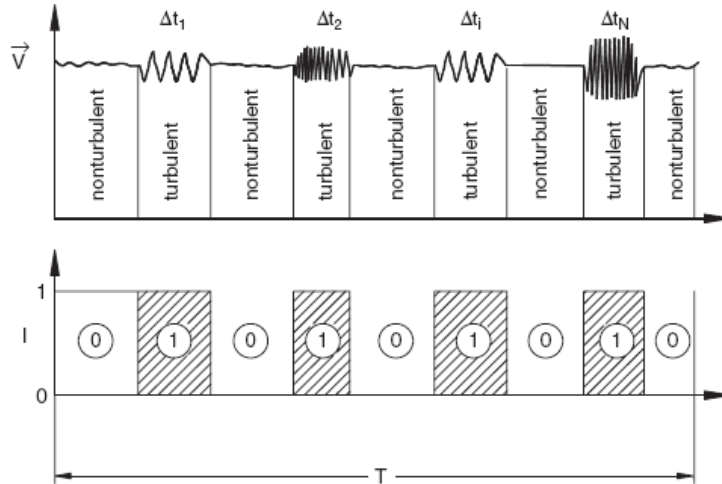 Δt₁ Δt₂ Δtᵢ Δt_N
V
nonturbulent turbulent nonturbulent turbulent nonturbulent turbulent nonturbulent turbulent nonturbulent
1
I 0 1 0 1 0 1 0 1 0
0
T